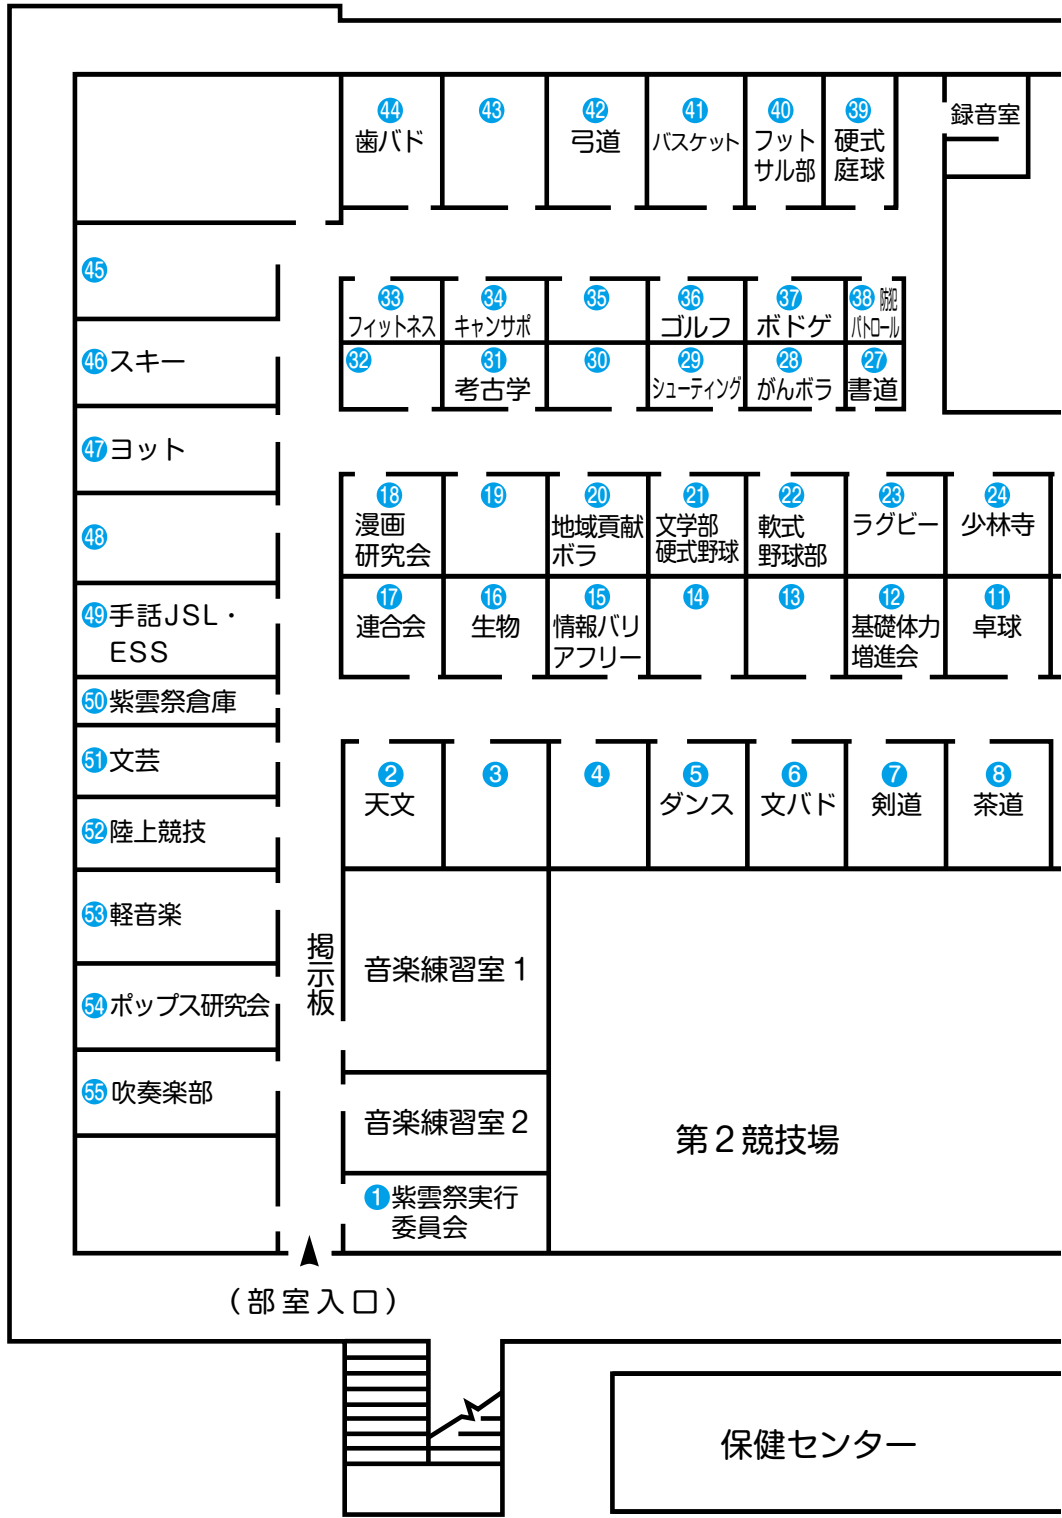 44
歯バド
43
42
弓道
41
バスケット
40
フット
サル部
39
硬式
庭球
録音室
45
33
フィットネス
34
キャンサポ
35
36
ゴルフ
37
ボドゲ
38 防犯
パトロール
46 スキー
32
31
考古学
30
29
シューティング
28
がんボラ
27
書道
47 ヨット
18
漫画
研究会
19
20
地域貢献
ボラ
21
文学部
硬式野球
22
軟式
野球部
23
ラグビー
24
少林寺
48
17
連合会
16
生物
15
情報バリ
アフリー
14
13
12
基礎体力
増進会
11
卓球
49 手話JSL・
ESS
50 紫雲祭倉庫
51 文芸
2
天文
3
4
5
ダンス
6
文バド
7
剣道
8
茶道
52 陸上競技
53 軽音楽
掲示板
音楽練習室1
54 ポップス研究会
55 吹奏楽部
音楽練習室2
第2競技場
1 紫雲祭実行
委員会
（部室入口）
保健センター